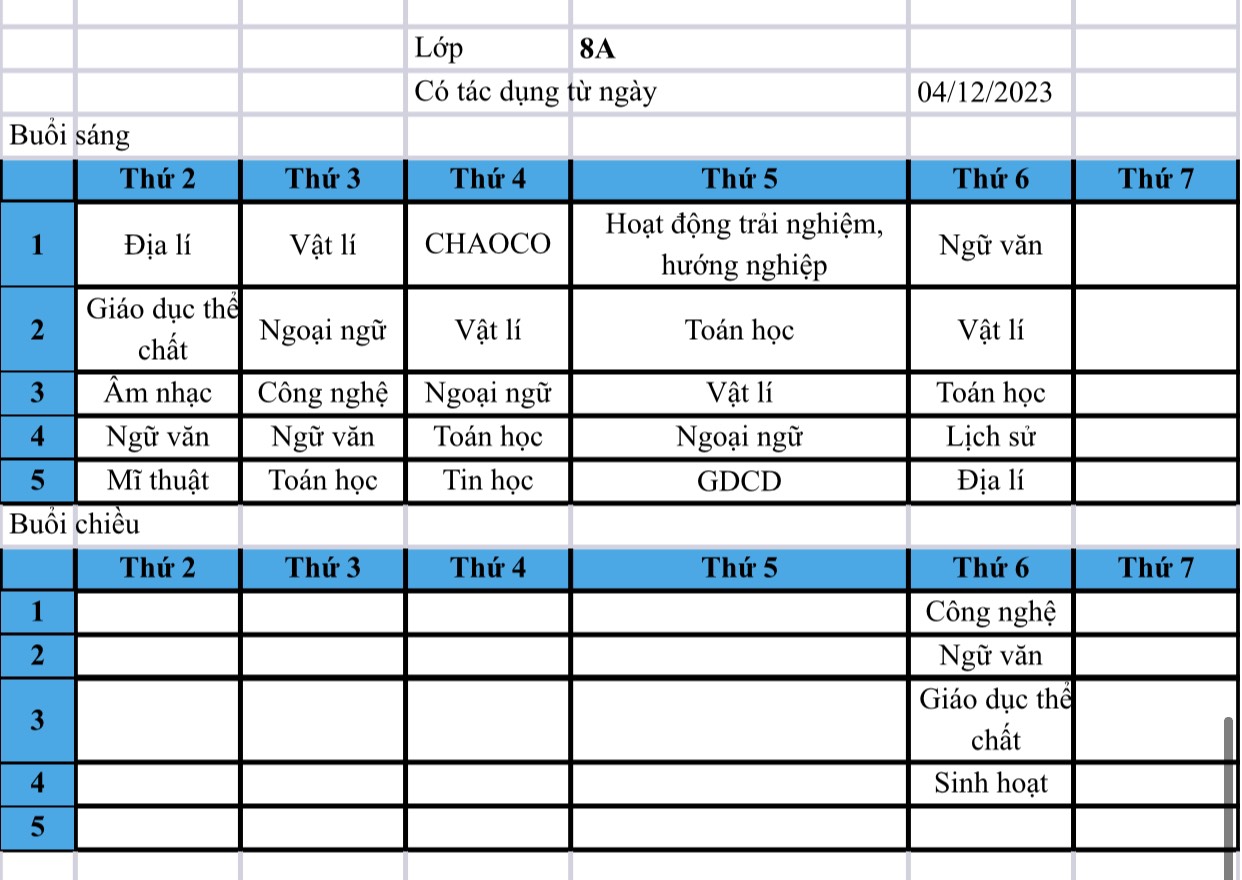 Lớp 8A
Có tác dụng từ ngày 04/12/2023
Buổi sáng
Thứ 2 Thứ 3 Thứ 4 Thứ 5 Thứ 6 Thứ 7
1 Địa lí Vật lí CHAOCO Hoạt động trải nghiệm, hướng nghiệp Ngữ văn
2 Giáo dục thể chất Ngoại ngữ Vật lí Toán học Vật lí
3 Âm nhạc Công nghệ Ngoại ngữ Vật lí Toán học
4 Ngữ văn Ngữ văn Toán học Ngoại ngữ Lịch sử
5 Mĩ thuật Toán học Tin học GDCD Địa lí
Buổi chiều
Thứ 2 Thứ 3 Thứ 4 Thứ 5 Thứ 6 Thứ 7
1 Công nghệ
2 Ngữ văn
3 Giáo dục thể chất
4 Sinh hoạt
5